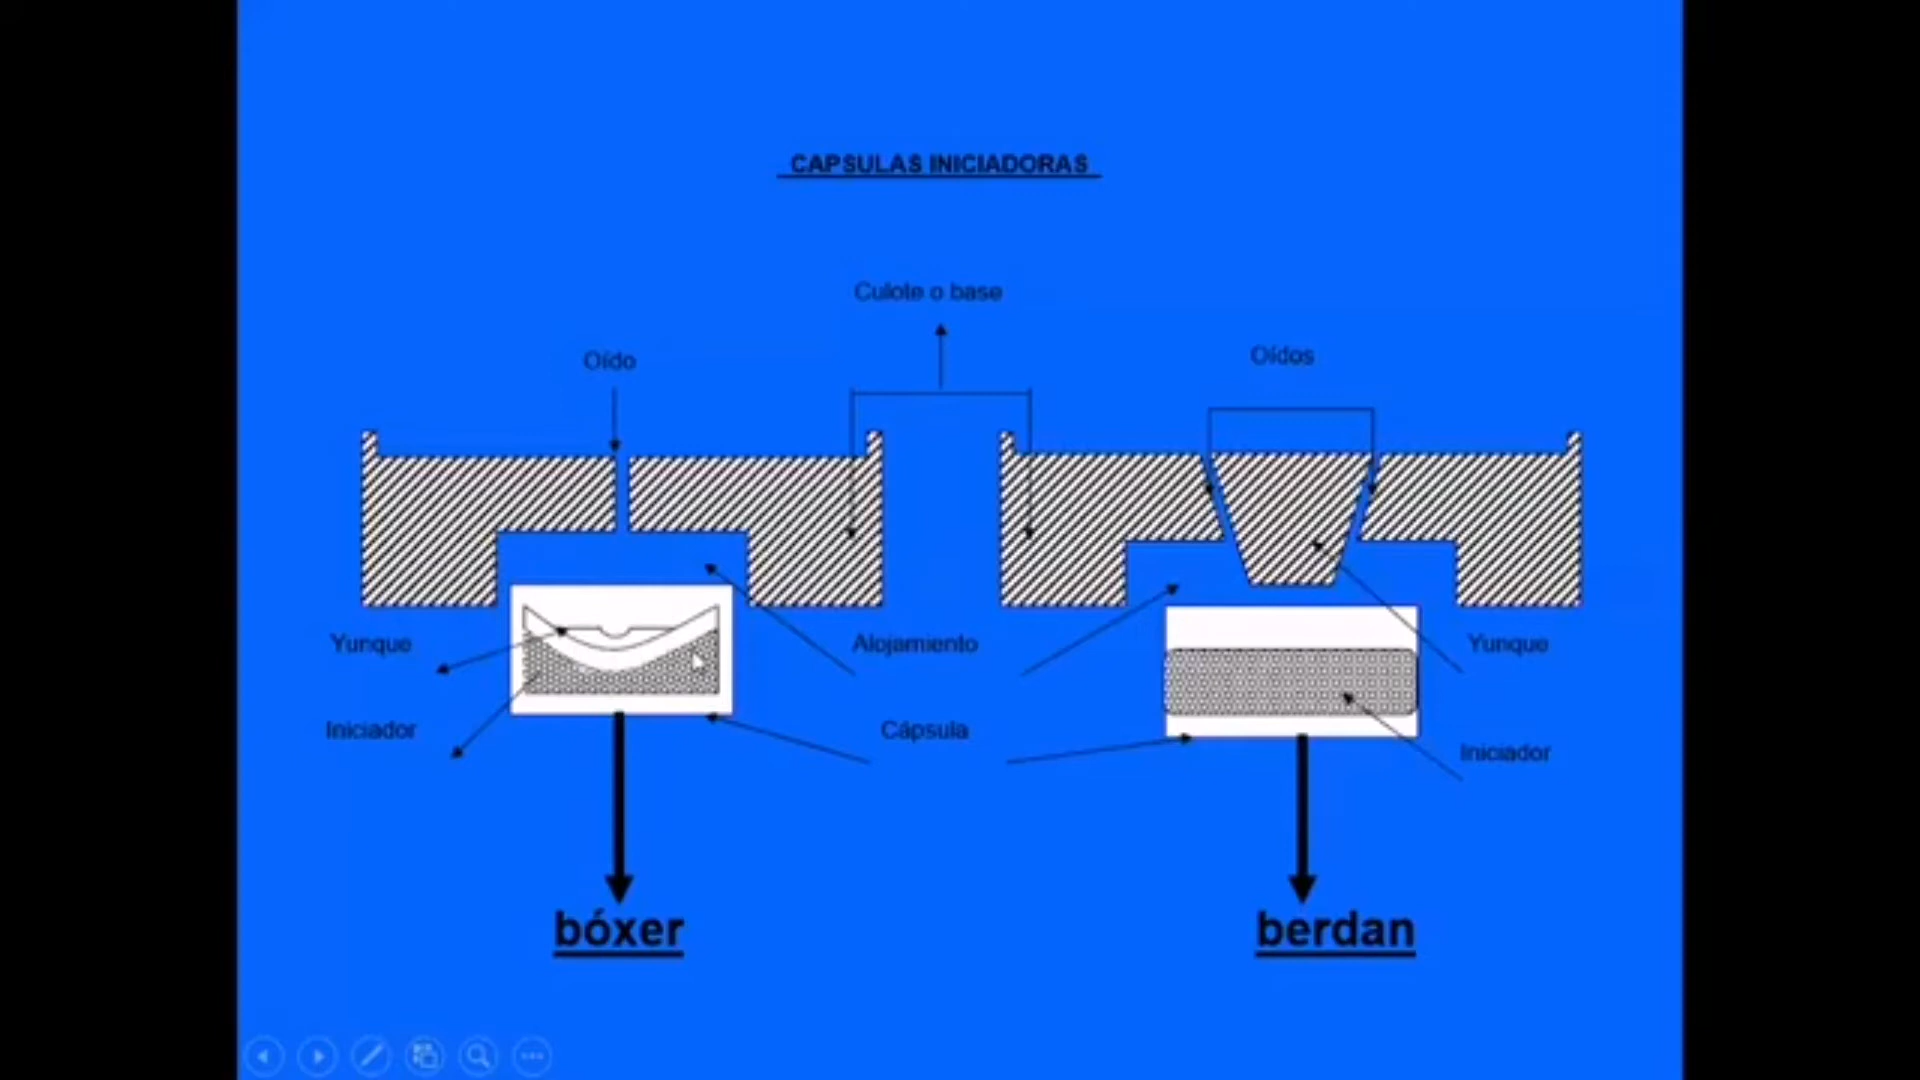 CAPSULAS INICIADORAS
Culote o base
Oído
Oídos
Yunque
Alojamiento
Yunque
Iniciador
Cápsula
Iniciador
bóxer
berdan